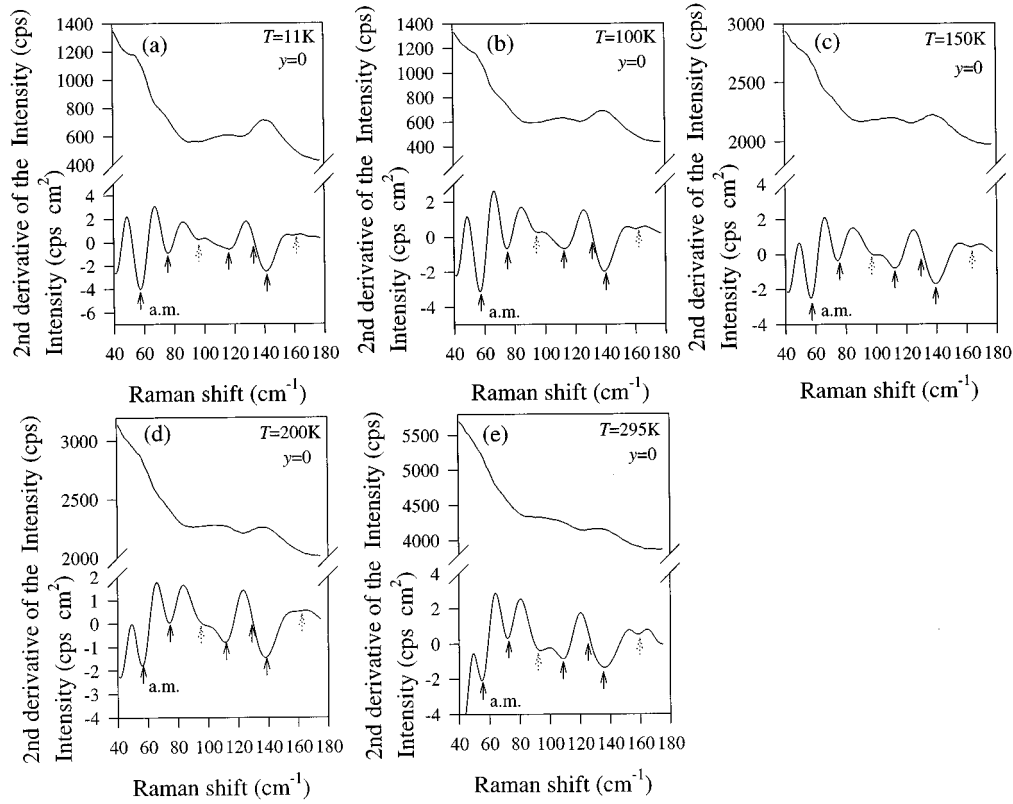 (a)
T=11K
y=0
1400
1200
1000
800
600
400
4
2
0
-2
-4
-6
a.m.
40 60 80 100 120 140 160 180
Raman shift (cm-1)
2nd derivative of the Intensity (cps)
Intensity (cps cm2)
(b)
T=100K
y=0
1400
1200
1000
800
600
400
2
0
-2
-4
a.m.
40 60 80 100 120 140 160 180
Raman shift (cm-1)
2nd derivative of the Intensity (cps)
Intensity (cps cm2)
(c)
T=150K
y=0
3000
2500
2000
4
2
0
-2
-4
a.m.
40 60 80 100 120 140 160 180
Raman shift (cm-1)
2nd derivative of the Intensity (cps)
Intensity (cps cm2)
(d)
T=200K
y=0
3000
2500
2000
2
1
0
-1
-2
-3
-4
a.m.
40 60 80 100 120 140 160 180
Raman shift (cm-1)
2nd derivative of the Intensity (cps)
Intensity (cps cm2)
(e)
T=295K
y=0
5500
5000
4500
4000
4
2
0
-2
-4
a.m.
40 60 80 100 120 140 160 180
Raman shift (cm-1)
2nd derivative of the Intensity (cps)
Intensity (cps cm2)